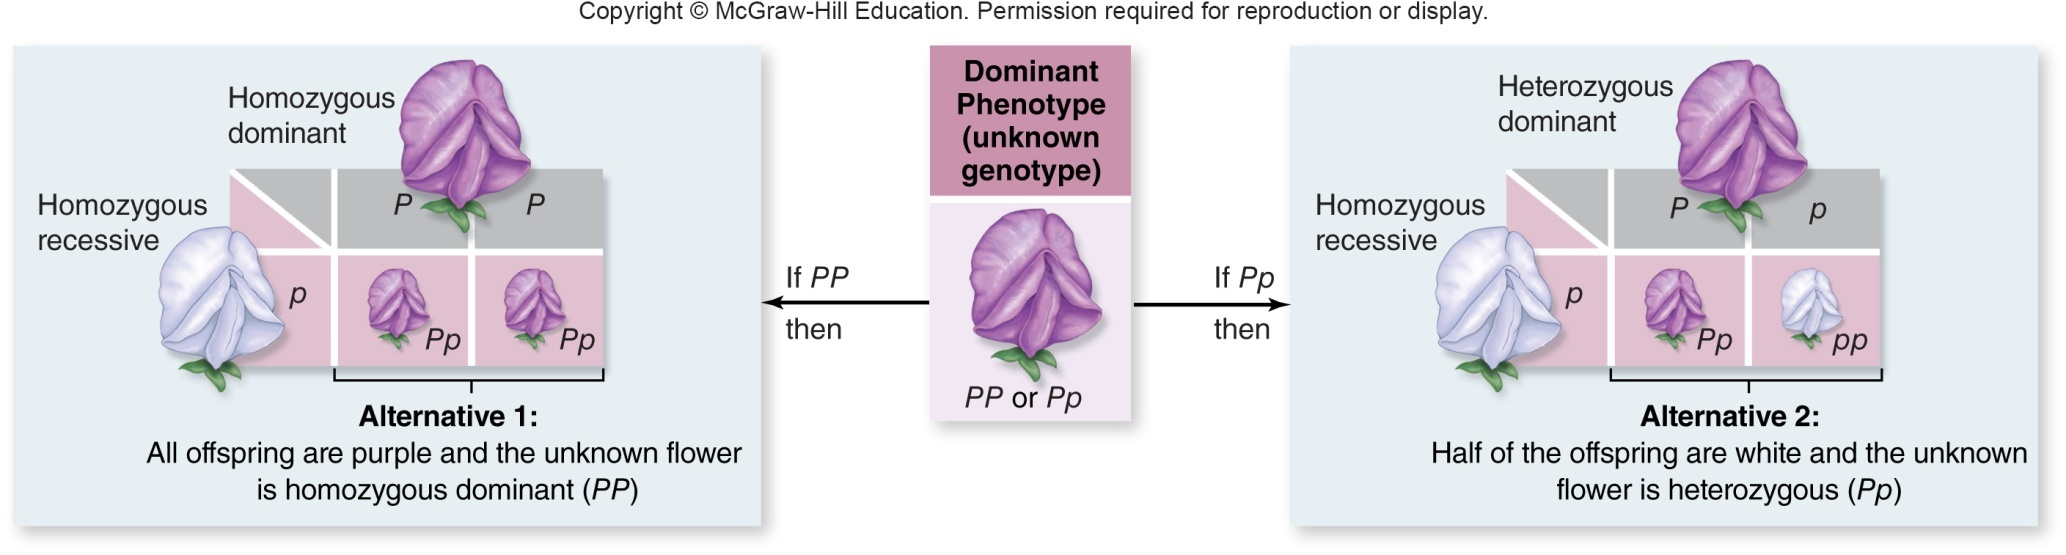 Copyright © McGraw-Hill Education. Permission required for reproduction or display.
Homozygous
dominant
Homozygous
recessive
P
P
p
Pp
Pp
Alternative 1:
All offspring are purple and the unknown flower
is homozygous dominant (PP)
If PP
then
Dominant
Phenotype
(unknown
genotype)
PP or Pp
If Pp
then
Heterozygous
dominant
Homozygous
recessive
P
p
p
Pp
pp
Alternative 2:
Half of the offspring are white and the unknown
flower is heterozygous (Pp)